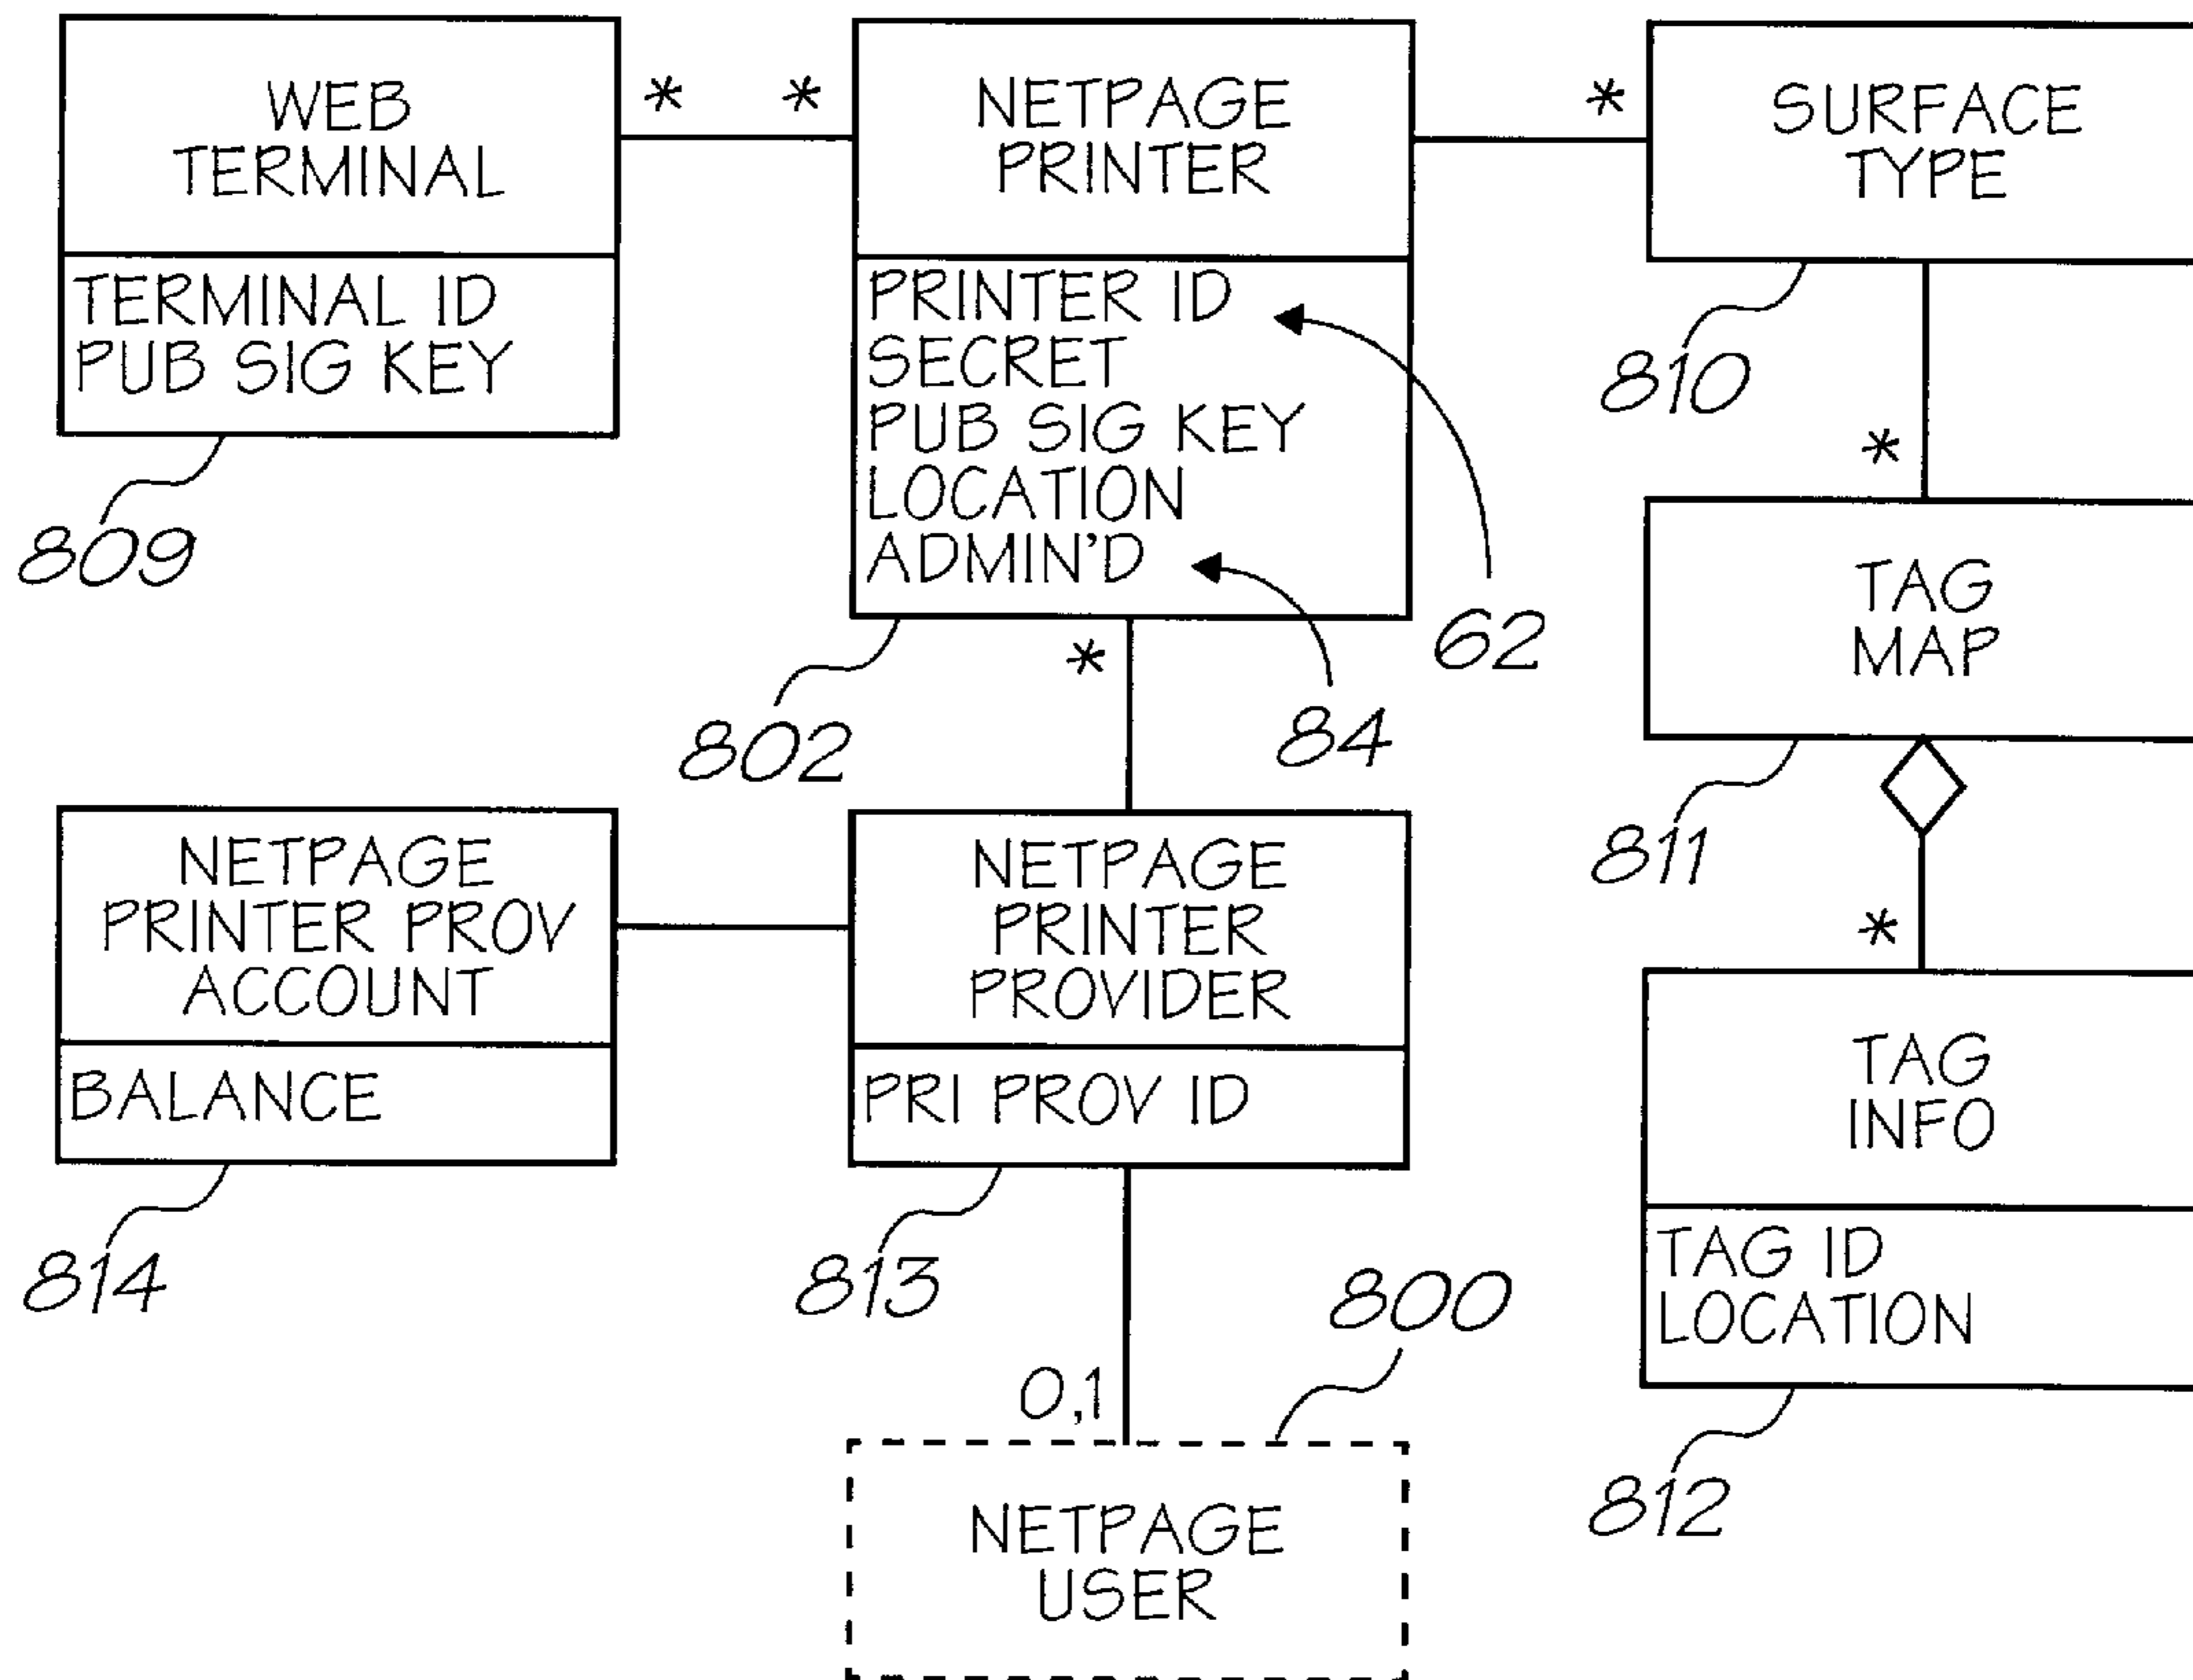 WEB
TERMINAL
TERMINAL ID
PUB SIG KEY
809
* *
NETPAGE
PRINTER
PRINTER ID
SECRET
PUB SIG KEY
LOCATION
ADMIN'D
62
84
802
*
*
SURFACE
TYPE
810
*
TAG
MAP
811
*
TAG
INFO
TAG ID
LOCATION
812
NETPAGE
PRINTER PROV
ACCOUNT
BALANCE
814
NETPAGE
PRINTER
PROVIDER
PRI PROV ID
813
800
0,1
NETPAGE
USER